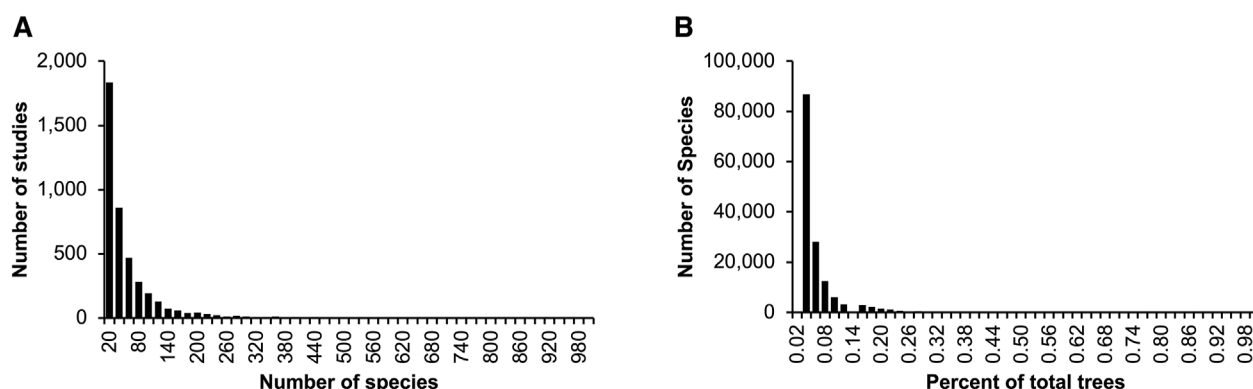 A
2,000
1,500
1,000
500
0
Number of studies
20 80 140 200 260 320 380 440 500 560 620 680 740 800 860 920 980
Number of species
B
100,000
80,000
60,000
40,000
20,000
0
Number of Species
0.02 0.08 0.14 0.20 0.26 0.32 0.38 0.44 0.50 0.56 0.62 0.68 0.74 0.80 0.86 0.92 0.98
Percent of total trees